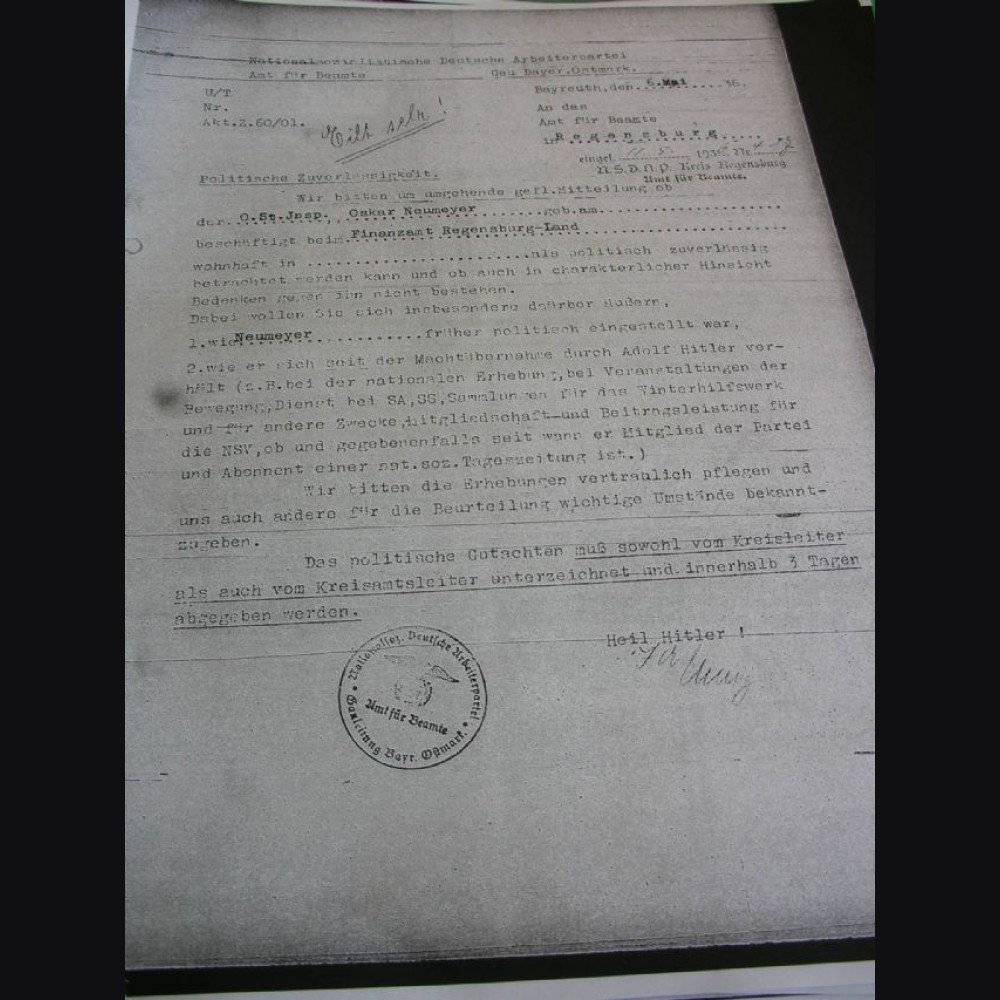 Nationalsozialistische Deutsche Arbeiterpartei
Amt für Beamte Gau Bayer.Ostmark.
U/T Bayreuth,den..6.Mai....36.
Nr. An das
Akt.Z.60/01. Eilt sehr! Amt für Beamte
in Regensburg.....
eingel. 193 Nr.
N.S.D.A.P. Kreis Regensburg
Amt für Beamte.
Politische Zuverlässigkeit.
Wir bitten um umgehende gefl.Mitteilung ob
der..O.St.Insp., Oskar Neumeyer.......geb.am..................
beschäftigt beim.Finanzamt Regensburg-Land....................
wohnhaft in .....................als politisch zuverlässig
betrachtet werden kann und ob auch in charakterlicher Hinsicht
Bedenken gegen ihn nicht bestehen.
Dabei wollen Sie sich insbesondere darüber äußern,
1.wie Neumeyer ..........früher politisch eingestellt war,
2.wie er sich seit der Machtübernahme durch Adolf Hitler ver-
hält (z.B.bei der nationalen Erhebung,bei Veranstaltungen der
Bewegung,Dienst bei SA,SS,Sammlungen für das Winterhilfswerk
und für andere Zwecke,Mitgliedschaft und Beitragsleistung für
die NSV,ob und gegebenenfalls seit wann er Mitglied der Partei
und Abonnent einer nat.soz.Tageszeitung ist.)
Wir bitten die Erhebungen vertraulich pflegen und
uns auch andere für die Beurteilung wichtige Umstände bekannt-
zugeben.
Das politische Gutachten muß sowohl vom Kreisleiter
als auch vom Kreisamtsleiter unterzeichnet und innerhalb 3 Tagen
abgegeben werden.
Heil Hitler !
Nationalsoz. Deutsche Arbeiterpartei
Amt für Beamte
Gauleitung Bayr. Ostmark.